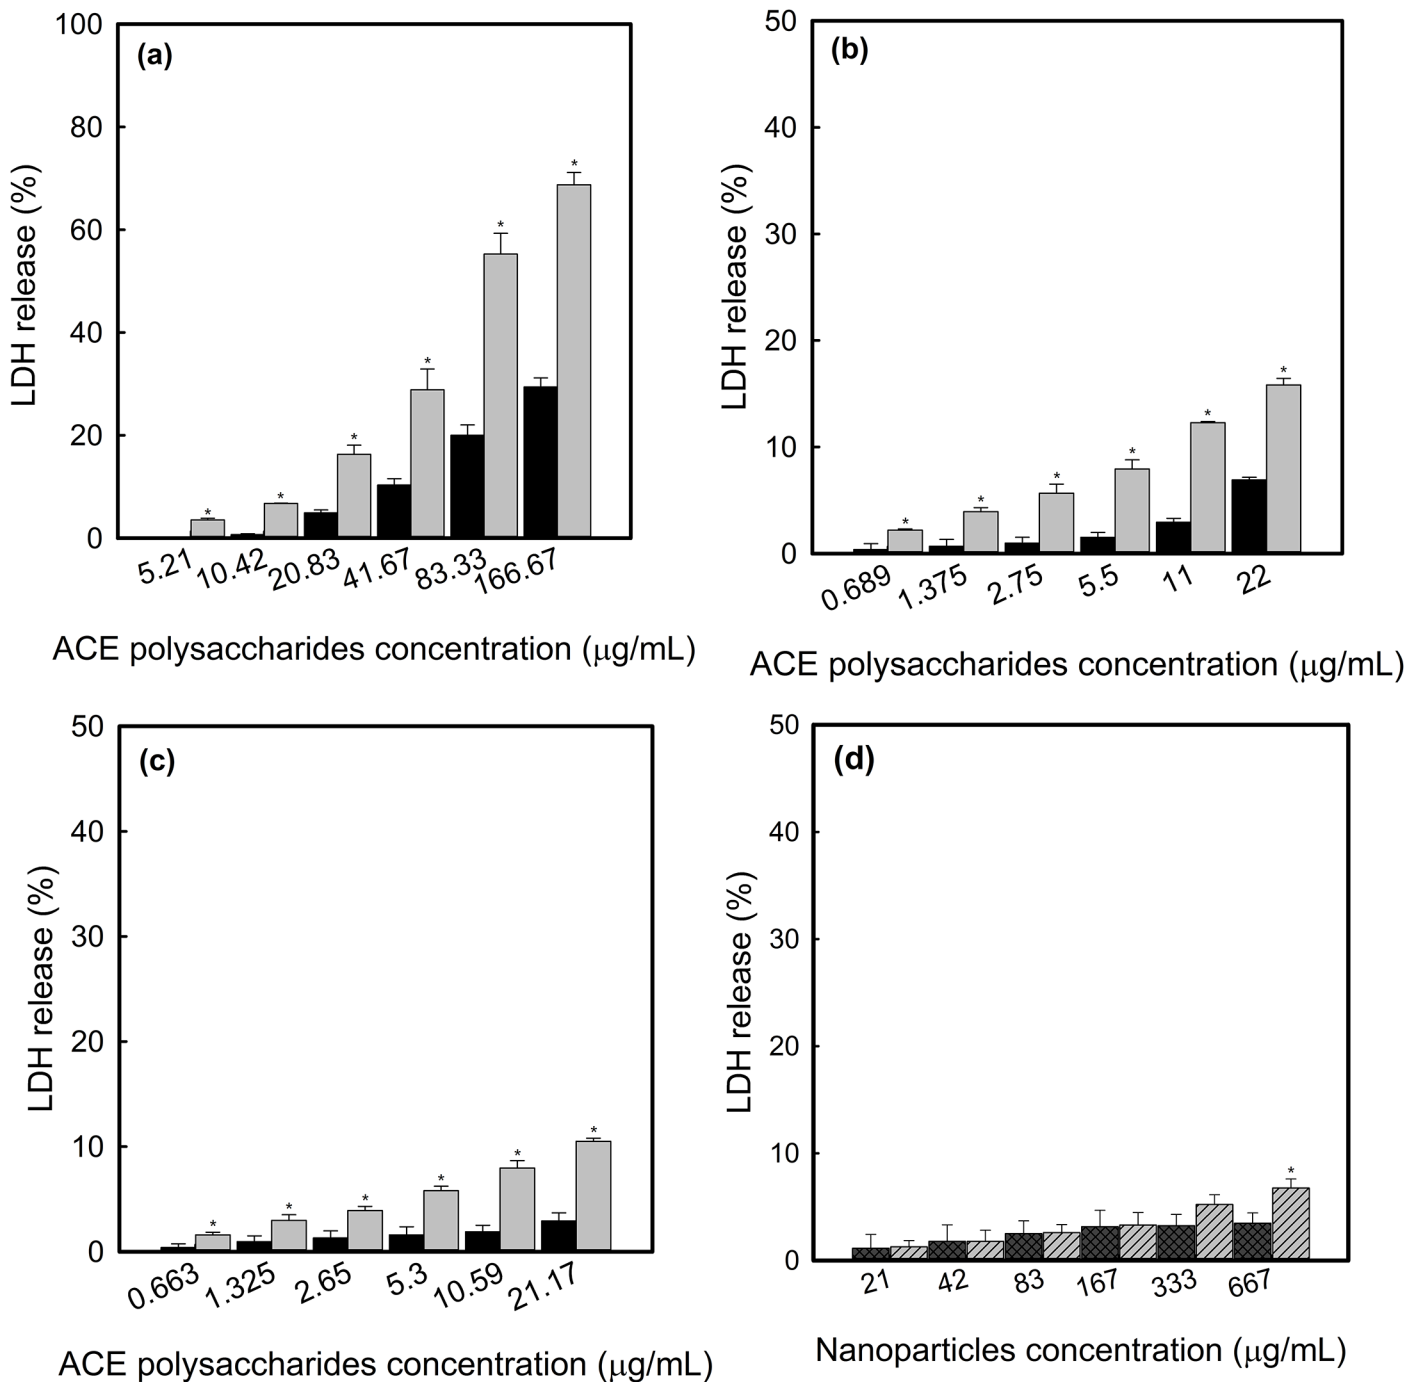 (a)
100
80
60
40
20
0
LDH release (%)
* * * * * *
5.21 10.42 20.83 41.67 83.33 166.67
ACE polysaccharides concentration (μg/mL)
(b)
50
40
30
20
10
0
LDH release (%)
* * * * * *
0.689 1.375 2.75 5.5 11 22
ACE polysaccharides concentration (μg/mL)
(c)
50
40
30
20
10
0
LDH release (%)
* * * * * *
0.663 1.325 2.65 5.3 10.59 21.17
ACE polysaccharides concentration (μg/mL)
(d)
50
40
30
20
10
0
LDH release (%)
*
21 42 83 167 333 667
Nanoparticles concentration (μg/mL)